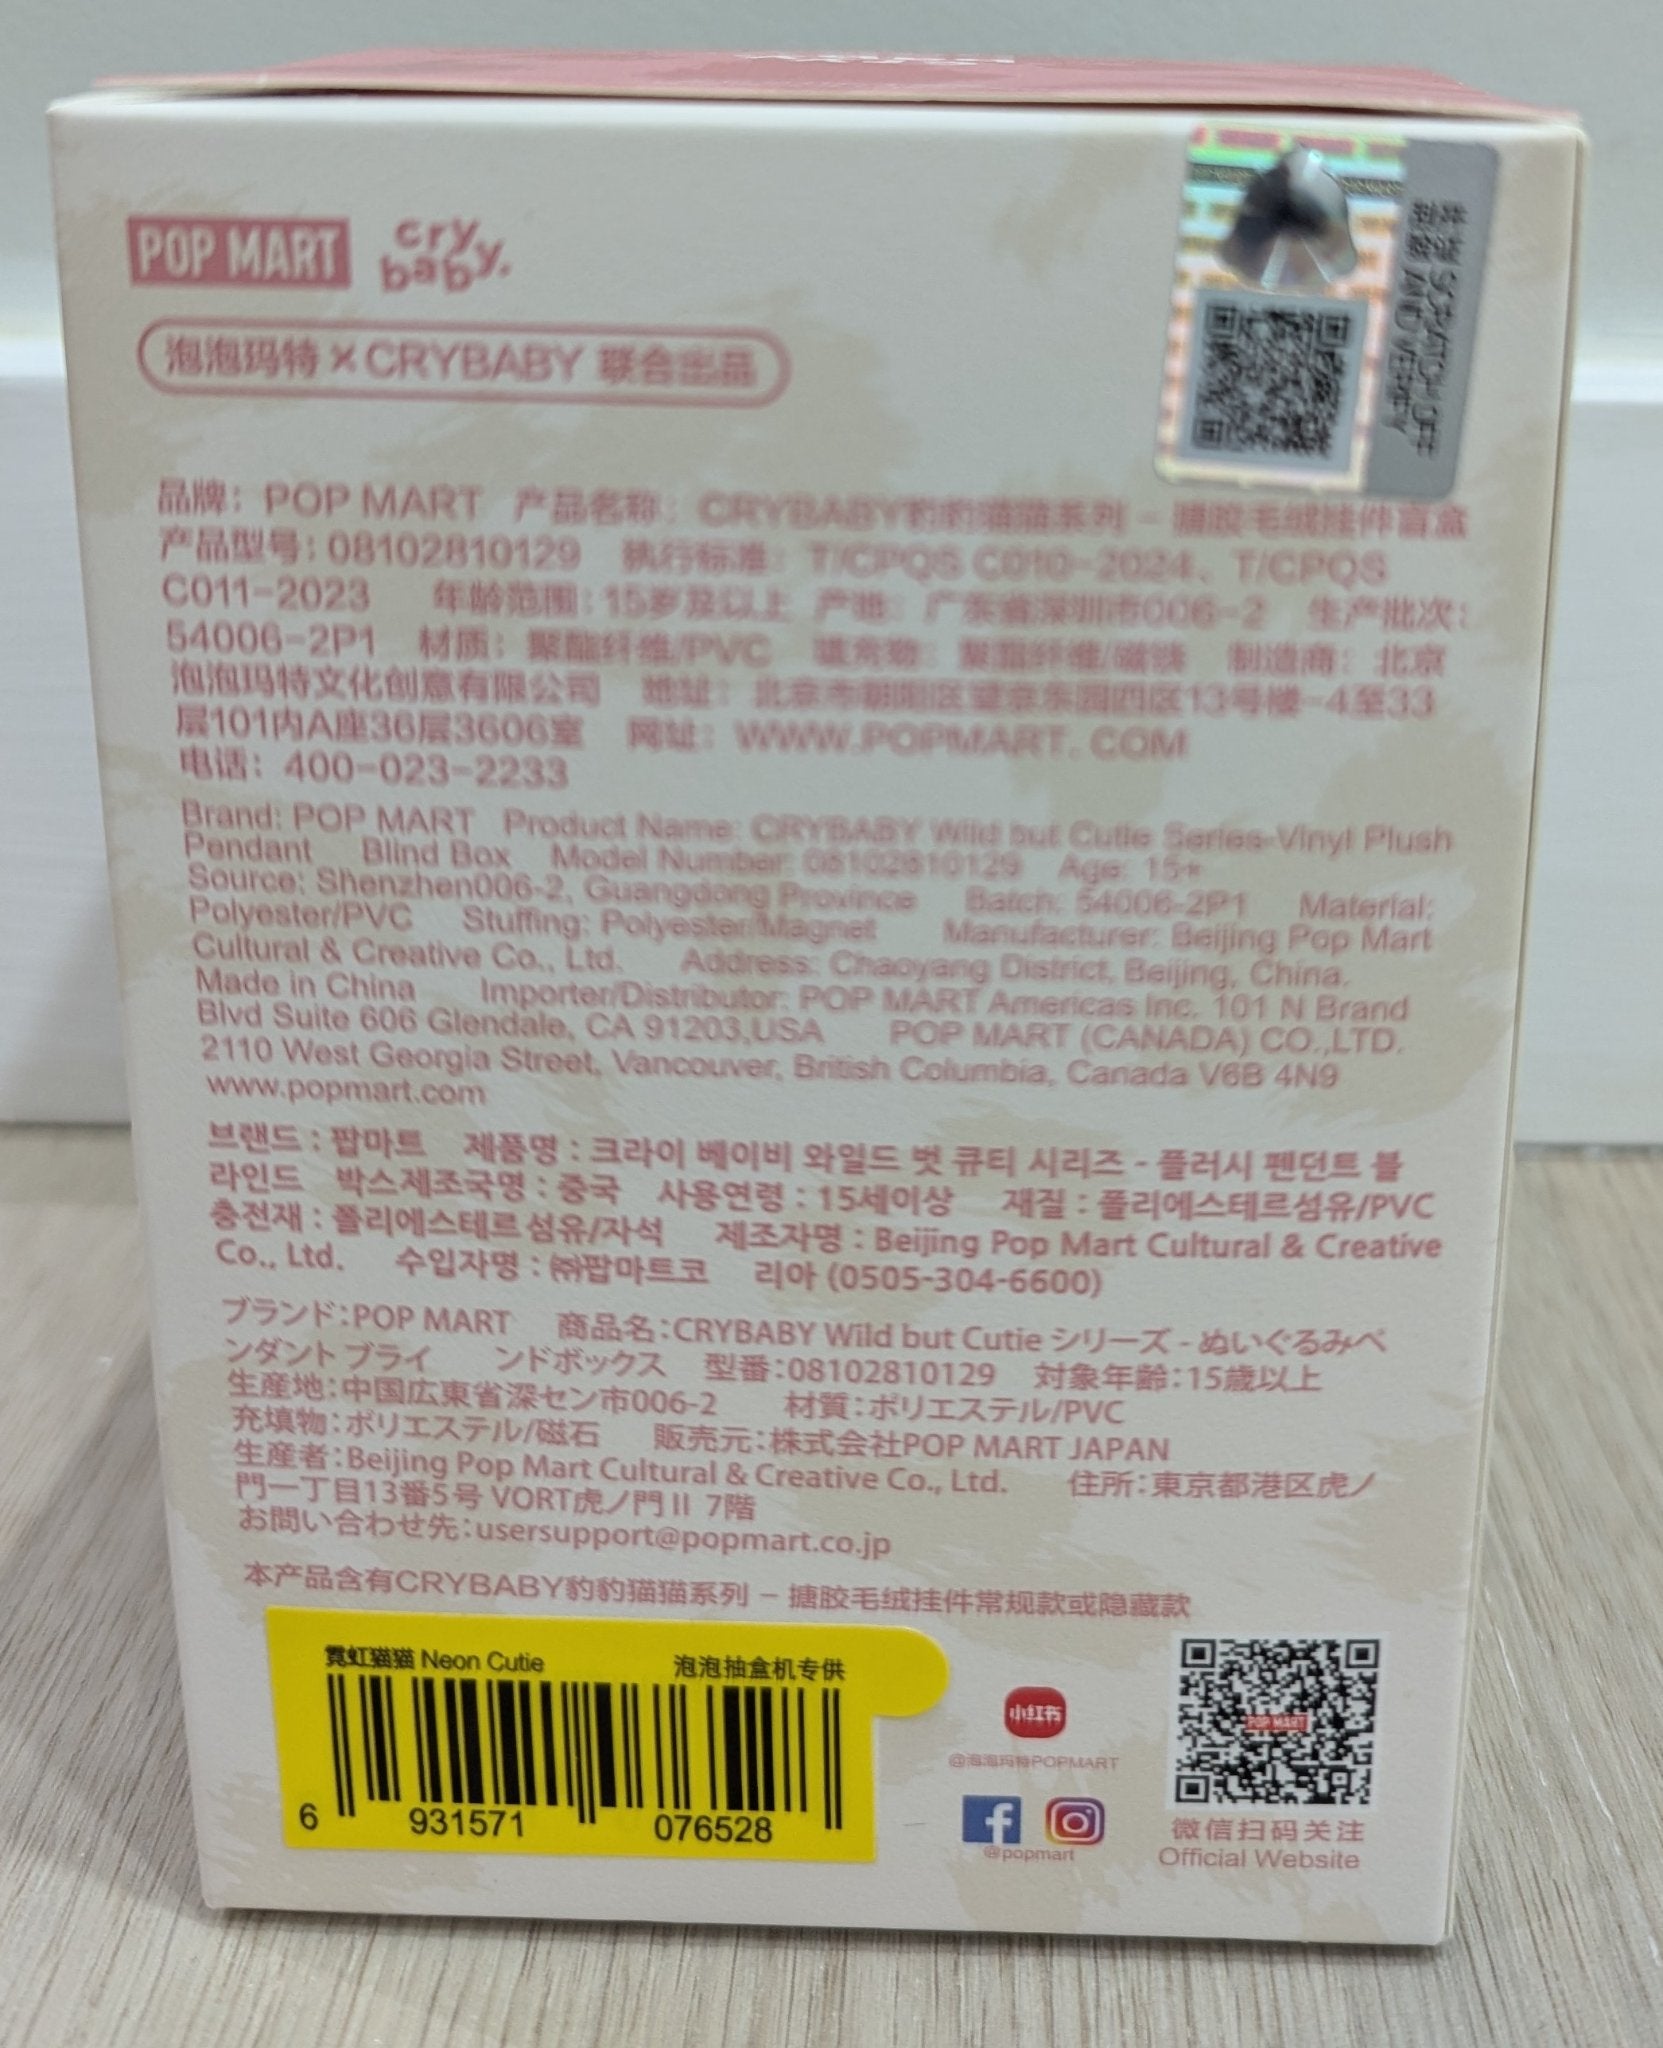 POP MART cry baby.
泡泡玛特×CRYBABY 联合出品
SCRATCH OFF
AND VERIFY
品牌：POP MART 产品名称：CRYBABY豹豹猫猫系列－搪胶毛绒挂件盲盒
产品型号：08102810129 执行标准：T/CPQS C010-2024、T/CPQS
C011-2023 年龄范围：15岁及以上 产地：广东省深圳市006-2 生产批次：
54006-2P1 材质：聚酯纤维/PVC 填充物：聚酯纤维/磁铁 制造商：北京
泡泡玛特文化创意有限公司 地址：北京市朝阳区望京东园四区13号楼-4至33
层101内A座36层3606室 网址：WWW.POPMART. COM
电话：400-023-2233
Brand: POP MART Product Name: CRYBABY Wild but Cutie Series-Vinyl Plush
Pendant Blind Box Model Number: 08102810129 Age: 15+
Source: Shenzhen006-2, Guangdong Province Batch: 54006-2P1 Material:
Polyester/PVC Stuffing: Polyester/Magnet Manufacturer: Beijing Pop Mart
Cultural & Creative Co., Ltd. Address: Chaoyang District, Beijing, China.
Made in China Importer/Distributor: POP MART Americas Inc. 101 N Brand
Blvd Suite 606 Glendale, CA 91203,USA POP MART (CANADA) CO.,LTD.
2110 West Georgia Street, Vancouver, British Columbia, Canada V6B 4N9
www.popmart.com
브랜드 : 팝마트 제품명 : 크라이 베이비 와일드 벗 큐티 시리즈 - 플러시 펜던트 블
라인드 박스제조국명 : 중국 사용연령 : 15세이상 재질 : 폴리에스테르섬유/PVC
충전재 : 폴리에스테르 섬유/자석 제조자명 : Beijing Pop Mart Cultural & Creative
Co., Ltd. 수입자명 : ㈜팝마트코 리아 (0505-304-6600)
ブランド:POP MART 商品名:CRYBABY Wild but Cutie シリーズ - ぬいぐるみペ
ンダント ブライ ンドボックス 型番:08102810129 対象年齢:15歳以上
生産地:中国広東省深セン市006-2 材質:ポリエステル/PVC
充填物:ポリエステル/磁石 販売元:株式会社POP MART JAPAN
生産者:Beijing Pop Mart Cultural & Creative Co., Ltd. 住所:東京都港区虎ノ
門一丁目13番5号 VORT虎ノ門II 7階
お問い合わせ先:usersupport@popmart.co.jp
本产品含有CRYBABY豹豹猫猫系列－搪胶毛绒挂件常规款或隐藏款
霓虹猫猫 Neon Cutie 泡泡抽盒机专供
6 931571 076528
小红书
@泡泡玛特POPMART
@popmart
POP MART
微信扫码关注
Official Website